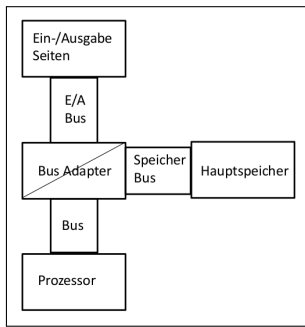 Ein-/Ausgabe
Seiten
E/A
Bus
Bus Adapter
Speicher
Bus
Hauptspeicher
Bus
Prozessor